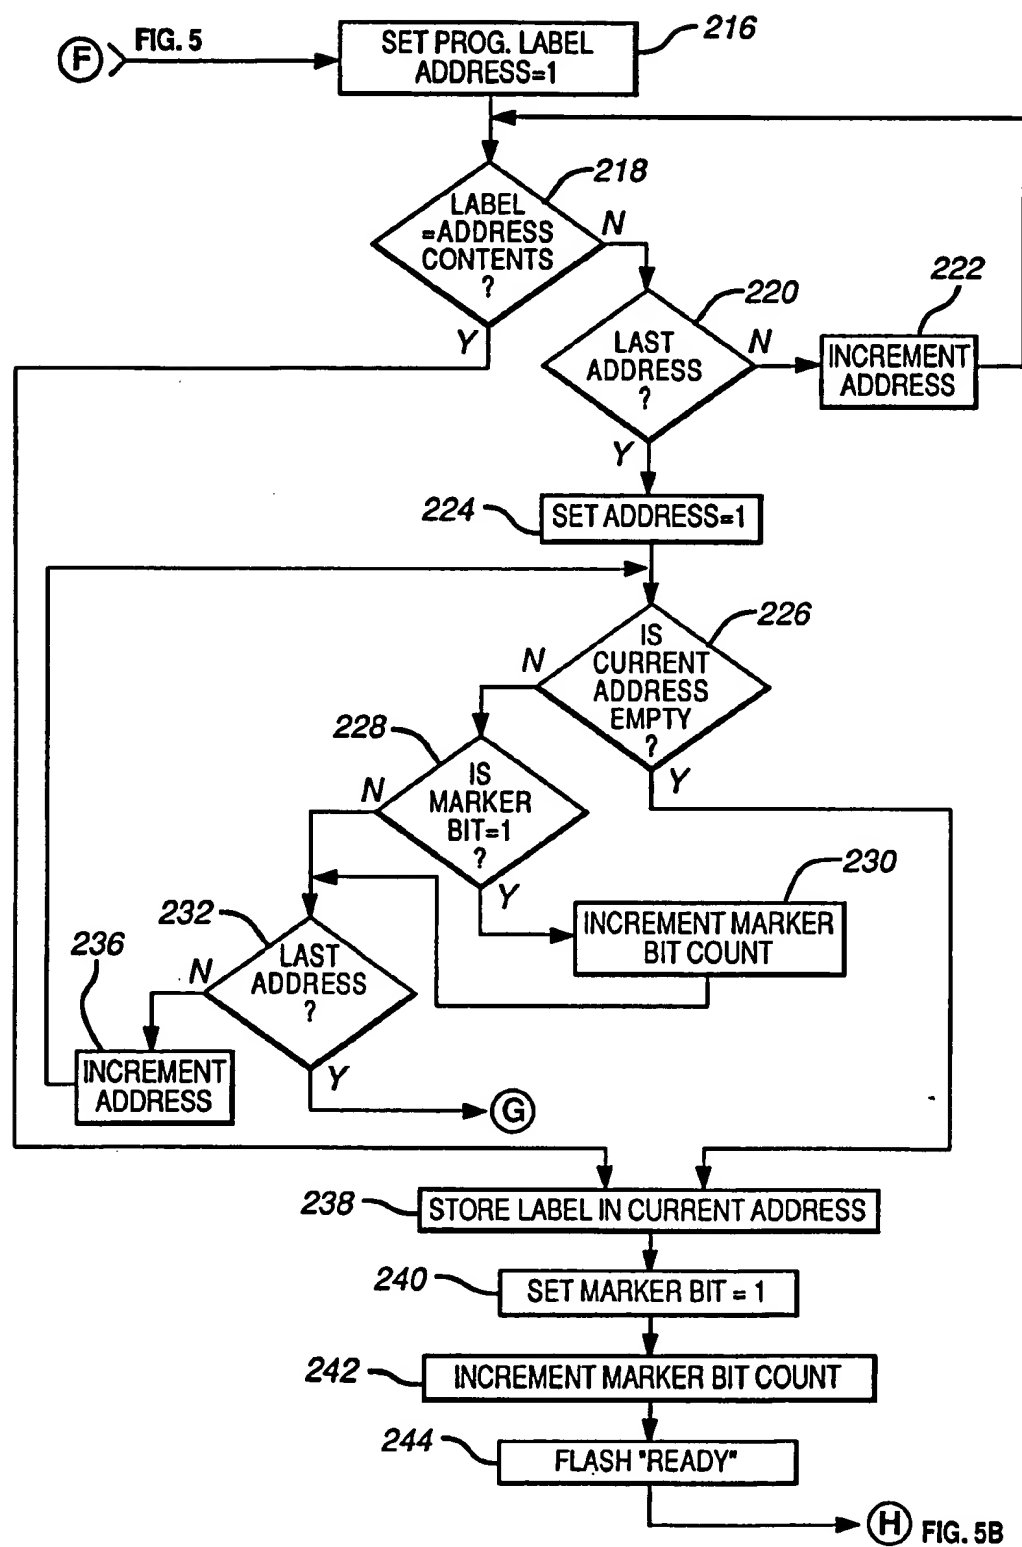 F
FIG. 5
SET PROG. LABEL
ADDRESS=1
216
LABEL
=ADDRESS
CONTENTS
?
218
N
Y
LAST
ADDRESS
?
220
N
Y
INCREMENT
ADDRESS
222
224
SET ADDRESS=1
IS
CURRENT
ADDRESS
EMPTY
?
226
N
Y
228
IS
MARKER
BIT=1
?
N
Y
230
INCREMENT MARKER
BIT COUNT
232
LAST
ADDRESS
?
N
Y
236
INCREMENT
ADDRESS
G
238
STORE LABEL IN CURRENT ADDRESS
240
SET MARKER BIT = 1
242
INCREMENT MARKER BIT COUNT
244
FLASH "READY"
H
FIG. 5B